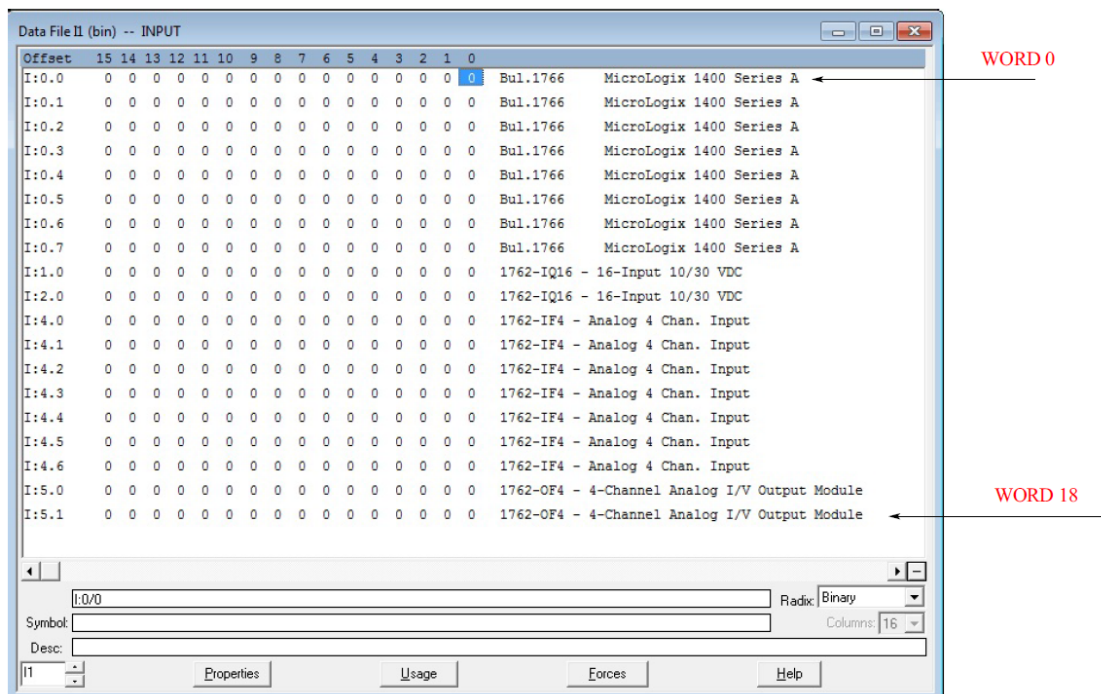 Data File I1 (bin) -- INPUT
Offset 15 14 13 12 11 10 9 8 7 6 5 4 3 2 1 0
I:0.0 0 0 0 0 0 0 0 0 0 0 0 0 0 0 0 0 Bul.1766 MicroLogix 1400 Series A WORD 0
I:0.1 0 0 0 0 0 0 0 0 0 0 0 0 0 0 0 0 Bul.1766 MicroLogix 1400 Series A
I:0.2 0 0 0 0 0 0 0 0 0 0 0 0 0 0 0 0 Bul.1766 MicroLogix 1400 Series A
I:0.3 0 0 0 0 0 0 0 0 0 0 0 0 0 0 0 0 Bul.1766 MicroLogix 1400 Series A
I:0.4 0 0 0 0 0 0 0 0 0 0 0 0 0 0 0 0 Bul.1766 MicroLogix 1400 Series A
I:0.5 0 0 0 0 0 0 0 0 0 0 0 0 0 0 0 0 Bul.1766 MicroLogix 1400 Series A
I:0.6 0 0 0 0 0 0 0 0 0 0 0 0 0 0 0 0 Bul.1766 MicroLogix 1400 Series A
I:0.7 0 0 0 0 0 0 0 0 0 0 0 0 0 0 0 0 Bul.1766 MicroLogix 1400 Series A
I:1.0 0 0 0 0 0 0 0 0 0 0 0 0 0 0 0 0 1762-IQ16 - 16-Input 10/30 VDC
I:2.0 0 0 0 0 0 0 0 0 0 0 0 0 0 0 0 0 1762-IQ16 - 16-Input 10/30 VDC
I:4.0 0 0 0 0 0 0 0 0 0 0 0 0 0 0 0 0 1762-IF4 - Analog 4 Chan. Input
I:4.1 0 0 0 0 0 0 0 0 0 0 0 0 0 0 0 0 1762-IF4 - Analog 4 Chan. Input
I:4.2 0 0 0 0 0 0 0 0 0 0 0 0 0 0 0 0 1762-IF4 - Analog 4 Chan. Input
I:4.3 0 0 0 0 0 0 0 0 0 0 0 0 0 0 0 0 1762-IF4 - Analog 4 Chan. Input
I:4.4 0 0 0 0 0 0 0 0 0 0 0 0 0 0 0 0 1762-IF4 - Analog 4 Chan. Input
I:4.5 0 0 0 0 0 0 0 0 0 0 0 0 0 0 0 0 1762-IF4 - Analog 4 Chan. Input
I:4.6 0 0 0 0 0 0 0 0 0 0 0 0 0 0 0 0 1762-IF4 - Analog 4 Chan. Input
I:5.0 0 0 0 0 0 0 0 0 0 0 0 0 0 0 0 0 1762-OF4 - 4-Channel Analog I/V Output Module
I:5.1 0 0 0 0 0 0 0 0 0 0 0 0 0 0 0 0 1762-OF4 - 4-Channel Analog I/V Output Module WORD 18
I:0/0 Radix: Binary
Symbol: Columns: 16
Desc:
I1 Properties Usage Forces Help